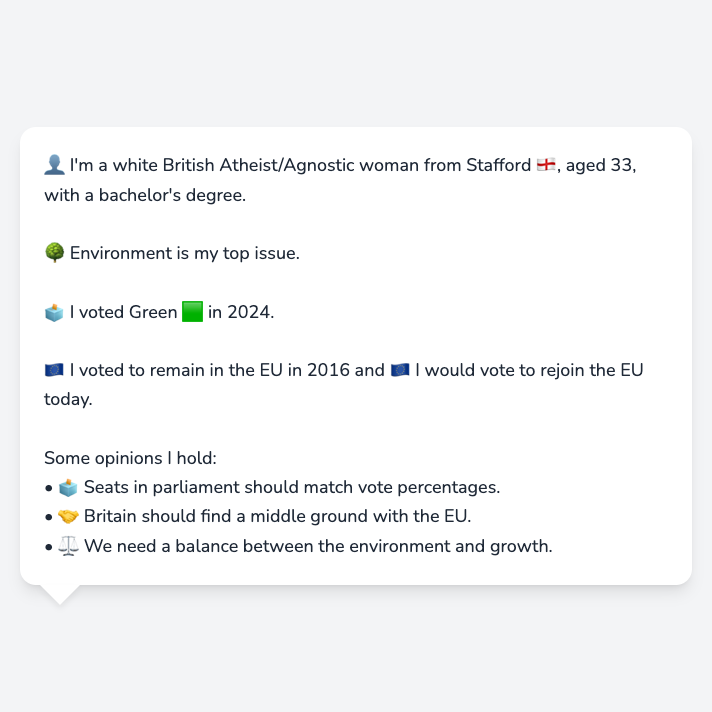 👤 I'm a white British Atheist/Agnostic woman from Stafford 🏴󠁧󠁢󠁥󠁮󠁧󠁿, aged 33,
with a bachelor's degree.
🌳 Environment is my top issue.
🗳️ I voted Green 🟩 in 2024.
🇪🇺 I voted to remain in the EU in 2016 and 🇪🇺 I would vote to rejoin the EU
today.
Some opinions I hold:
• 🗳️ Seats in parliament should match vote percentages.
• 🤝 Britain should find a middle ground with the EU.
• ⚖️ We need a balance between the environment and growth.